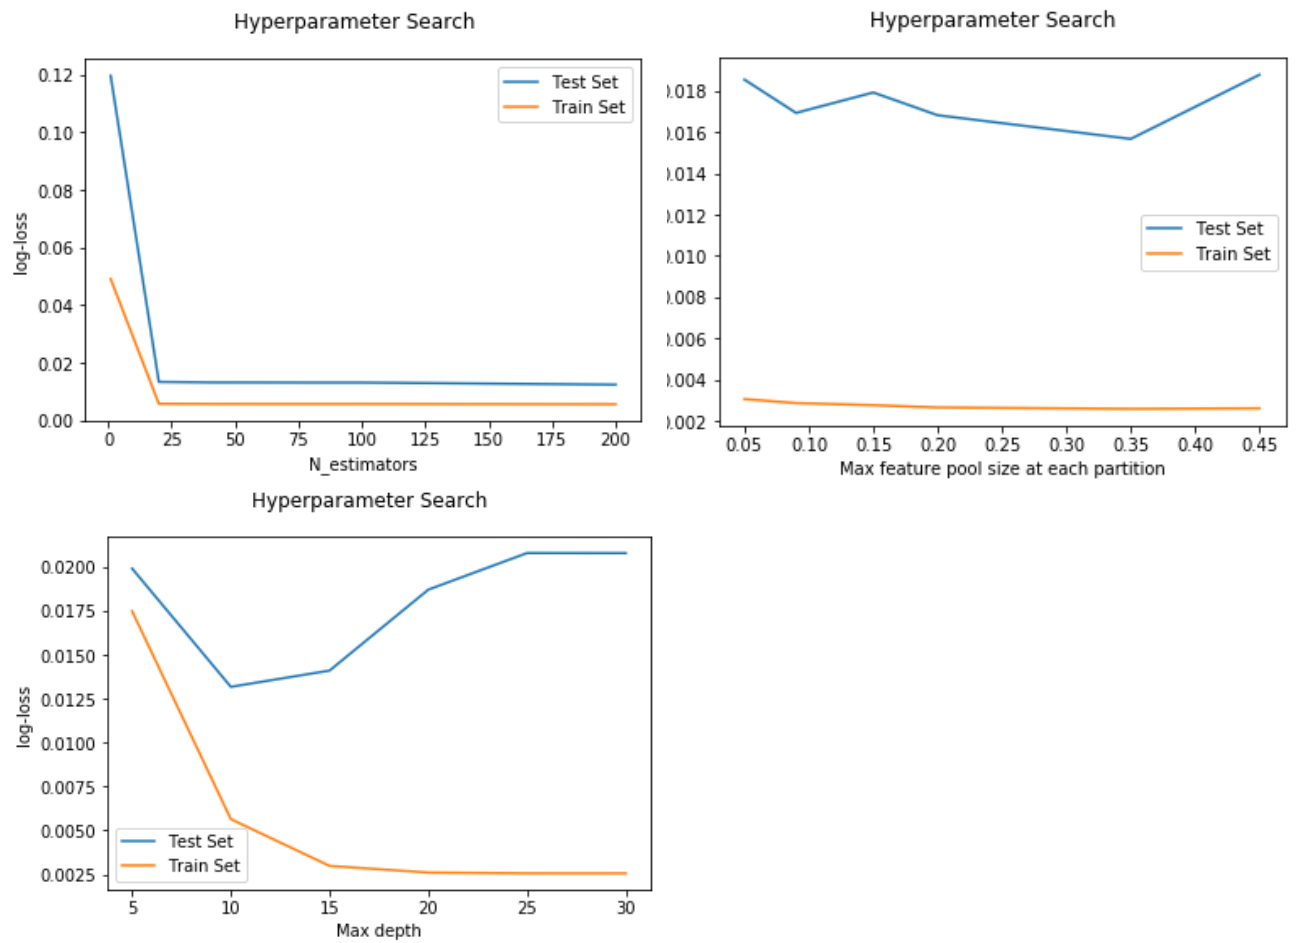 Hyperparameter Search
0.12
0.10
0.08
0.06
0.04
0.02
0.00
log-loss
Test Set
Train Set
0 25 50 75 100 125 150 175 200
N_estimators
Hyperparameter Search
.018
.016
.014
.012
.010
.008
.006
.004
.002
Test Set
Train Set
0.05 0.10 0.15 0.20 0.25 0.30 0.35 0.40 0.45
Max feature pool size at each partition
Hyperparameter Search
0.0200
0.0175
0.0150
0.0125
0.0100
0.0075
0.0050
0.0025
log-loss
Test Set
Train Set
5 10 15 20 25 30
Max depth